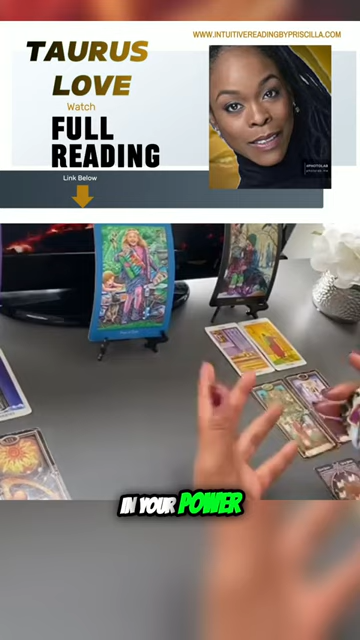 WWW.INTUITIVEREADINGBYPRISCILLA.COM
TAURUS
LOVE
Watch
FULL
READING
Link Below
IN YOUR POWER